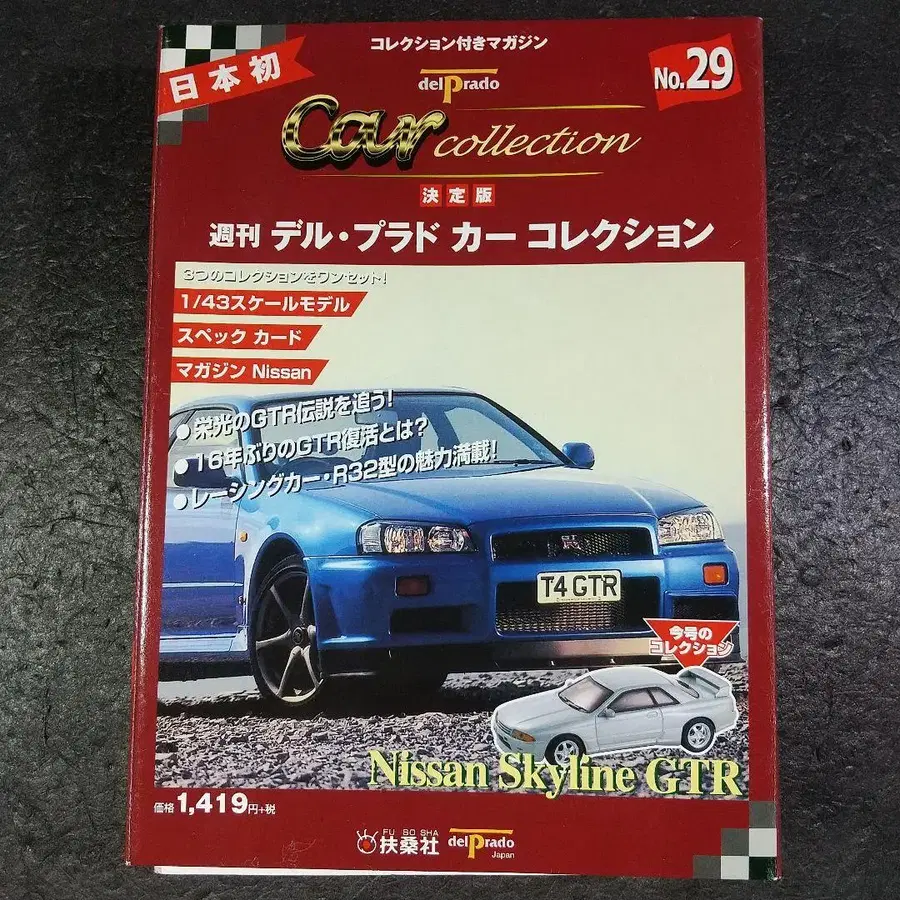 コレクション付きマガジン
日本初
No.29
delPrado
Car collection
決定版
週刊 デル・プラド カー コレクション
3つのコレクションをワンセット!
1/43スケールモデル
スペック カード
マガジン Nissan
● 栄光のGTR伝説を追う!
● 16年ぶりのGTR復活とは?
● レーシングカー・R32型の魅力満載!
GT R
T4 GTR
今号の
コレクション
Nissan Skyline GTR
価格 1,419円+税
FU SO SHA
扶桑社
delPrado
Japan